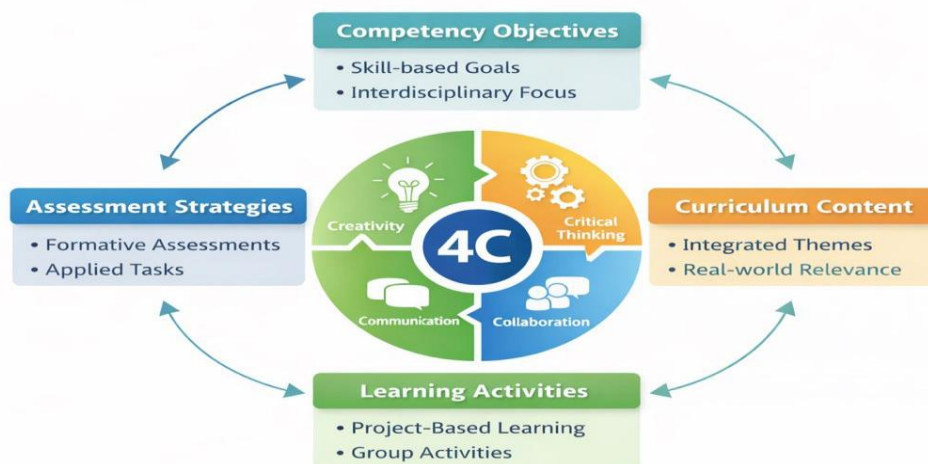 Competency Objectives
• Skill-based Goals
• Interdisciplinary Focus
Assessment Strategies
• Formative Assessments
• Applied Tasks
Creativity
Critical
Thinking
4C
Communication
Collaboration
Curriculum Content
• Integrated Themes
• Real-world Relevance
Learning Activities
• Project-Based Learning
• Group Activities